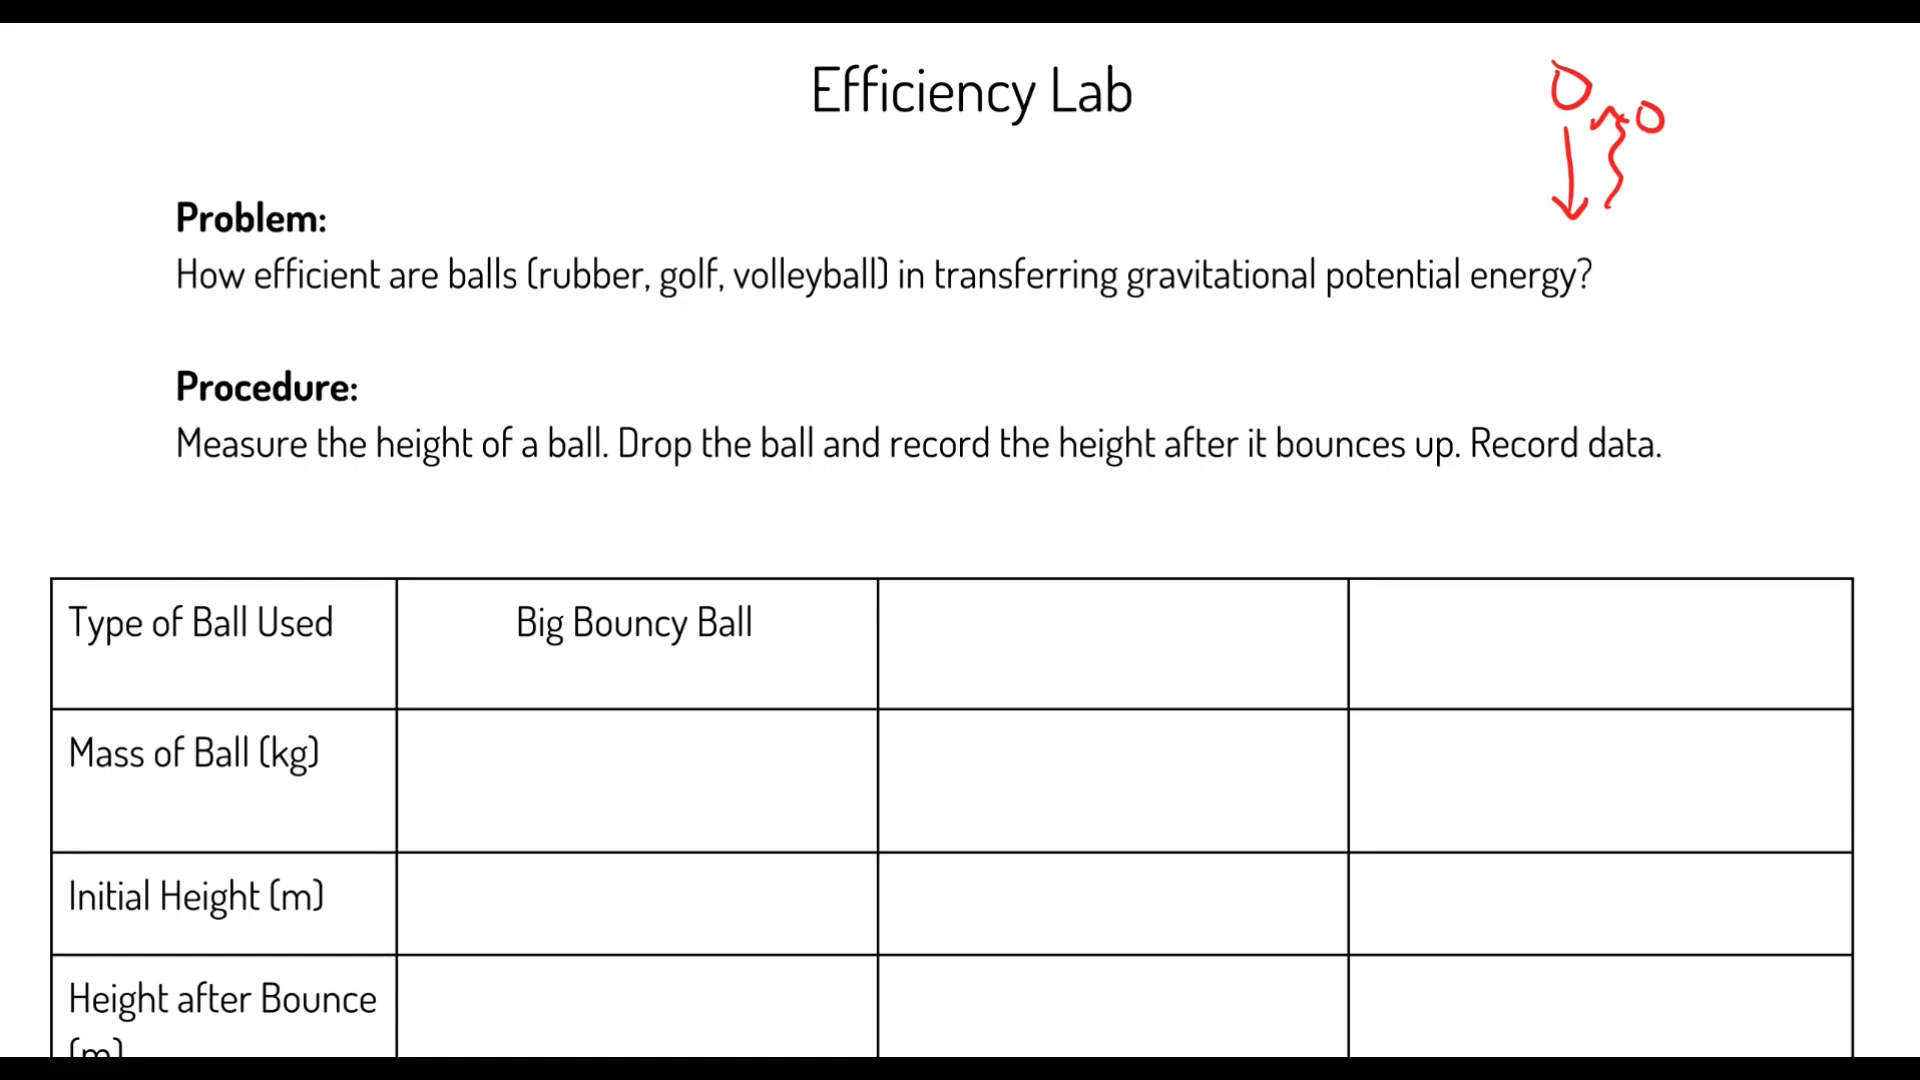 Efficiency Lab
Problem:
How efficient are balls (rubber, golf, volleyball) in transferring gravitational potential energy?
Procedure:
Measure the height of a ball. Drop the ball and record the height after it bounces up. Record data.
Type of Ball Used
Big Bouncy Ball
Mass of Ball (kg)
Initial Height (m)
Height after Bounce
(m)